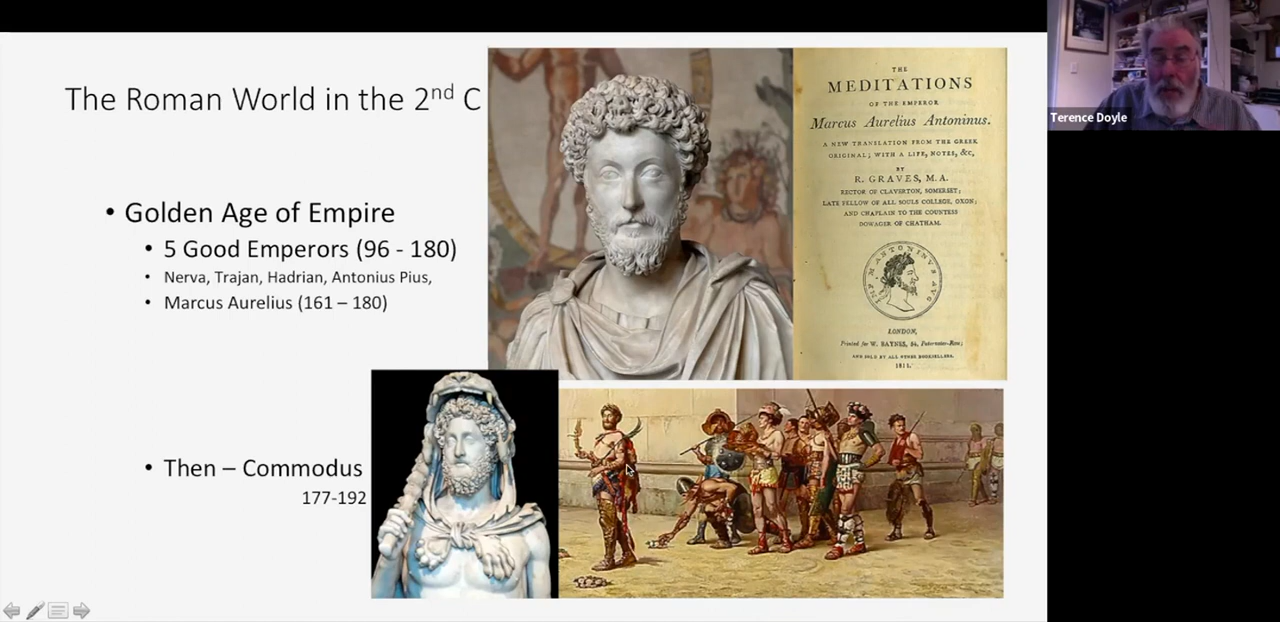 The Roman World in the 2nd C
• Golden Age of Empire
• 5 Good Emperors (96 - 180)
• Nerva, Trajan, Hadrian, Antonius Pius,
• Marcus Aurelius (161 – 180)
• Then – Commodus
177-192
THE
MEDITATIONS
OF THE EMPEROR
Marcus Aurelius Antoninus.
A NEW TRANSLATION FROM THE GREEK
ORIGINAL; WITH A LIFE, NOTES, &C,
BY
R. GRAVES, M.A.
RECTOR OF CLAVERTON, SOMERSET;
LATE FELLOW OF ALL SOULS COLLEGE, OXON;
AND CHAPLAIN TO THE COUNTESS
DOWAGER OF CHATHAM.
ANTONINVS AVG
LONDON,
Printed for W. BAYNES, 54, Paternoster-Row;
AND SOLD BY ALL OTHER BOOKSELLERS.
1811.
Terence Doyle